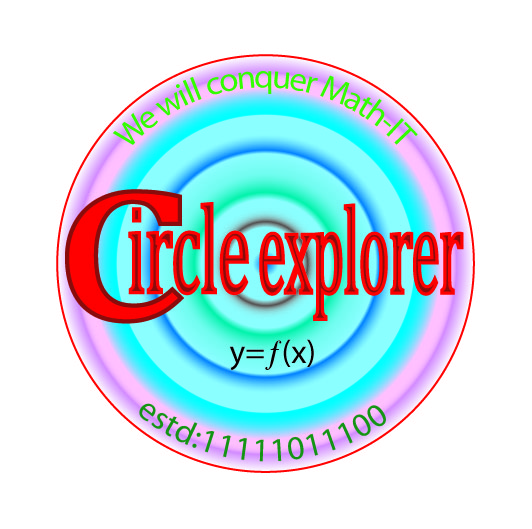 We will conquer Math-IT
Circle explorer
y=f(x)
estd:11111011100